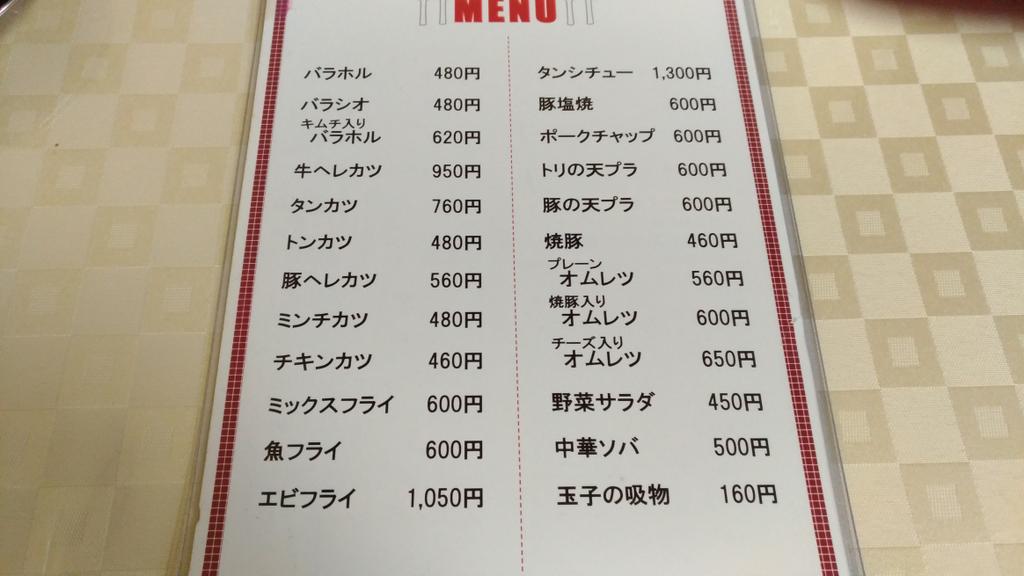 MENU
バラホル 480円
バラシオ 480円
キムチ入り
バラホル 620円
牛ヘレカツ 950円
タンカツ 760円
トンカツ 480円
豚ヘレカツ 560円
ミンチカツ 480円
チキンカツ 460円
ミックスフライ 600円
魚フライ 600円
エビフライ 1,050円
タンシチュー 1,300円
豚塩焼 600円
ポークチャップ 600円
トリの天プラ 600円
豚の天プラ 600円
焼豚 460円
プレーン
オムレツ 560円
焼豚入り
オムレツ 600円
チーズ入り
オムレツ 650円
野菜サラダ 450円
中華ソバ 500円
玉子の吸物 160円